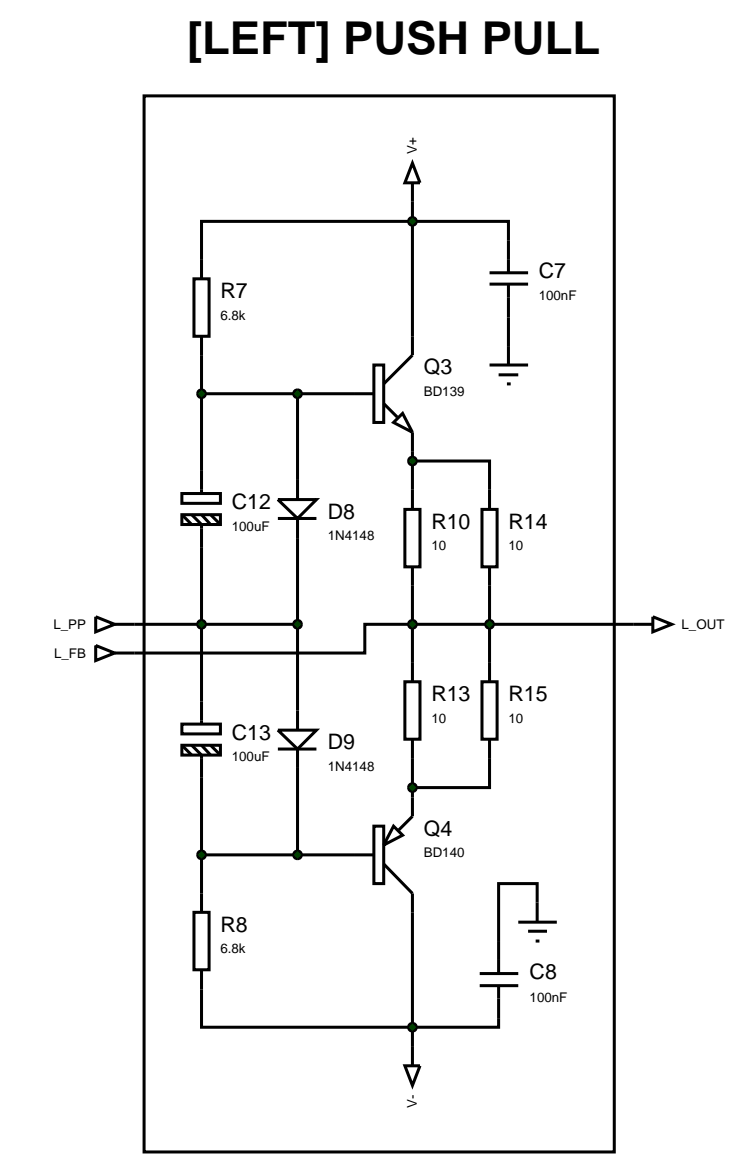 [LEFT] PUSH PULL
V+
C7
100nF
R7
6.8k
Q3
BD139
C12
100uF
D8
1N4148
R10
10
R14
10
L_PP
L_OUT
L_FB
R13
10
R15
10
C13
100uF
D9
1N4148
Q4
BD140
R8
6.8k
C8
100nF
V-